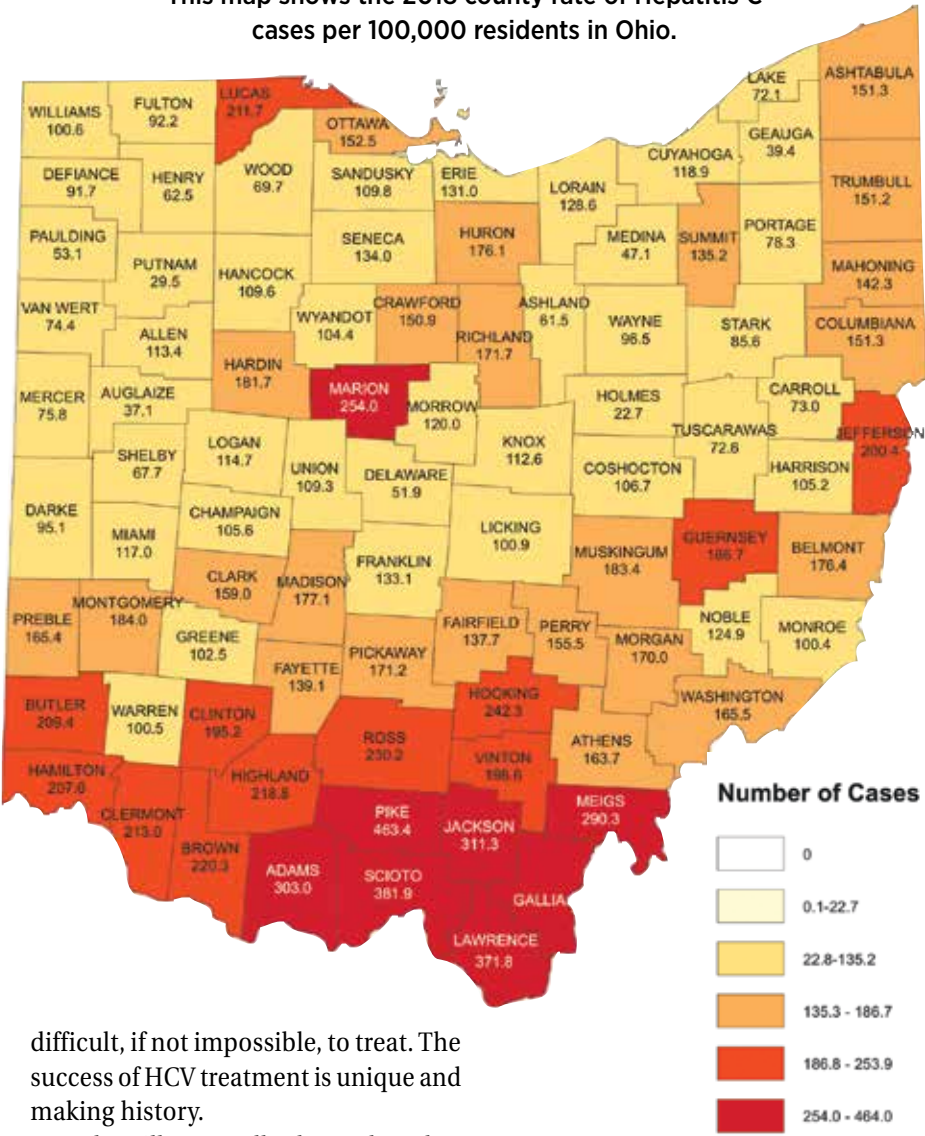 This map shows the 2018 county rate of Hepatitis C
cases per 100,000 residents in Ohio.
LAKE
72.1
ASHTABULA
151.3
WILLIAMS
100.6
FULTON
92.2
LUCAS
211.7
OTTAWA
152.5
GEAUGA
39.4
CUYAHOGA
118.9
DEFIANCE
91.7
HENRY
62.5
WOOD
69.7
SANDUSKY
109.8
ERIE
131.0
LORAIN
128.6
TRUMBULL
151.2
PAULDING
53.1
SENECA
134.0
HURON
176.1
MEDINA
47.1
SUMMIT
135.2
PORTAGE
78.3
PUTNAM
29.5
HANCOCK
109.6
MAHONING
142.3
VAN WERT
74.4
WYANDOT
104.4
CRAWFORD
150.9
ASHLAND
61.5
WAYNE
96.5
STARK
85.6
COLUMBIANA
151.3
ALLEN
113.4
RICHLAND
171.7
HARDIN
181.7
MERCER
75.8
AUGLAIZE
37.1
MARION
254.0
MORROW
120.0
HOLMES
22.7
CARROLL
73.0
TUSCARAWAS
72.6
JEFFERSON
200.4
SHELBY
67.7
LOGAN
114.7
UNION
109.3
DELAWARE
51.9
KNOX
112.6
COSHOCTON
106.7
HARRISON
105.2
DARKE
95.1
MIAMI
117.0
CHAMPAIGN
105.6
FRANKLIN
133.1
LICKING
100.9
MUSKINGUM
183.4
GUERNSEY
186.7
BELMONT
176.4
CLARK
159.0
MADISON
177.1
PREBLE
165.4
MONTGOMERY
184.0
GREENE
102.5
FAIRFIELD
137.7
PERRY
155.5
MORGAN
170.0
NOBLE
124.9
MONROE
100.4
FAYETTE
139.1
PICKAWAY
171.2
BUTLER
209.4
WARREN
100.5
CLINTON
195.2
HOCKING
242.3
WASHINGTON
165.5
ROSS
230.2
VINTON
198.6
ATHENS
163.7
HAMILTON
207.6
HIGHLAND
218.8
CLERMONT
213.0
PIKE
463.4
JACKSON
311.3
MEIGS
290.3
BROWN
220.3
ADAMS
303.0
SCIOTO
381.9
GALLIA
LAWRENCE
371.8
Number of Cases
0
0.1-22.7
22.8-135.2
135.3 - 186.7
186.8 - 253.9
254.0 - 464.0
difficult, if not impossible, to treat. The
success of HCV treatment is unique and
making history.